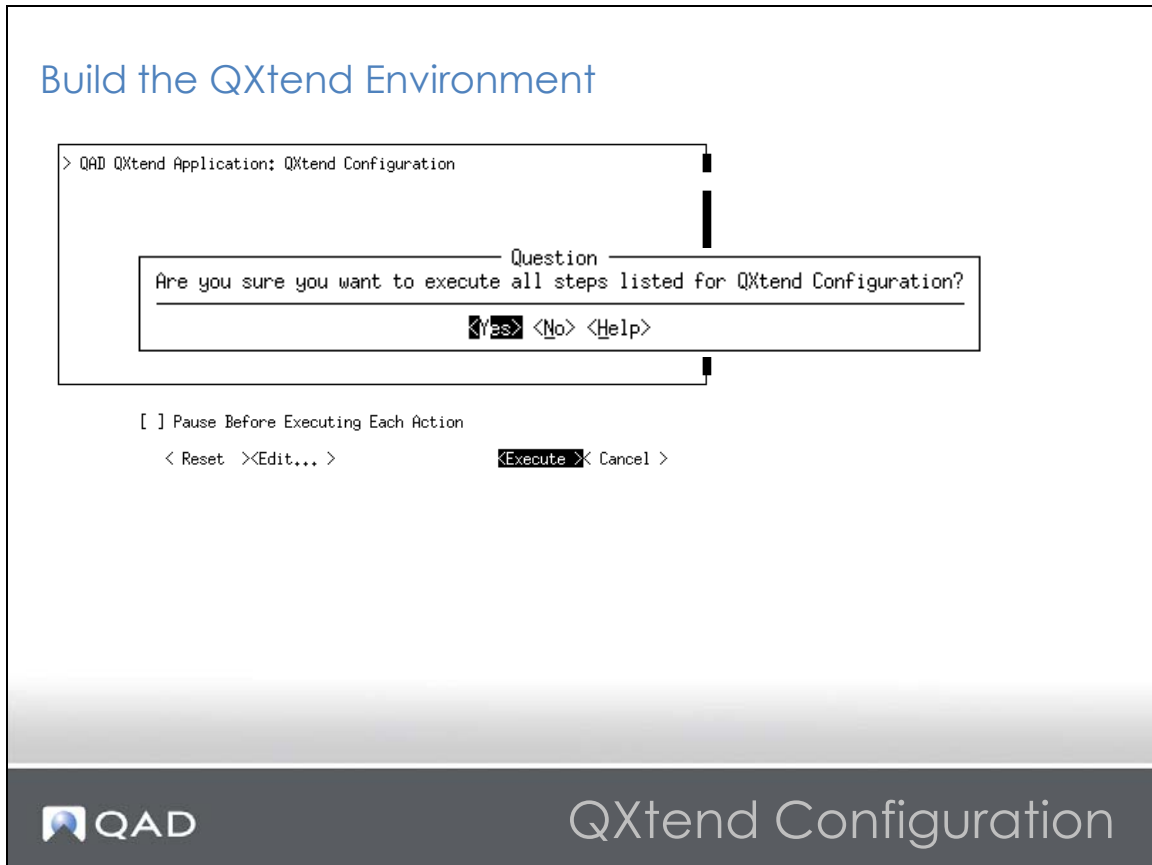 Build the QXtend Environment
> QAD QXtend Application: QXtend Configuration
Question
Are you sure you want to execute all steps listed for QXtend Configuration?
<Yes> <No> <Help>
[ ] Pause Before Executing Each Action
< Reset ><Edit... > <Execute >< Cancel >
QAD
QXtend Configuration